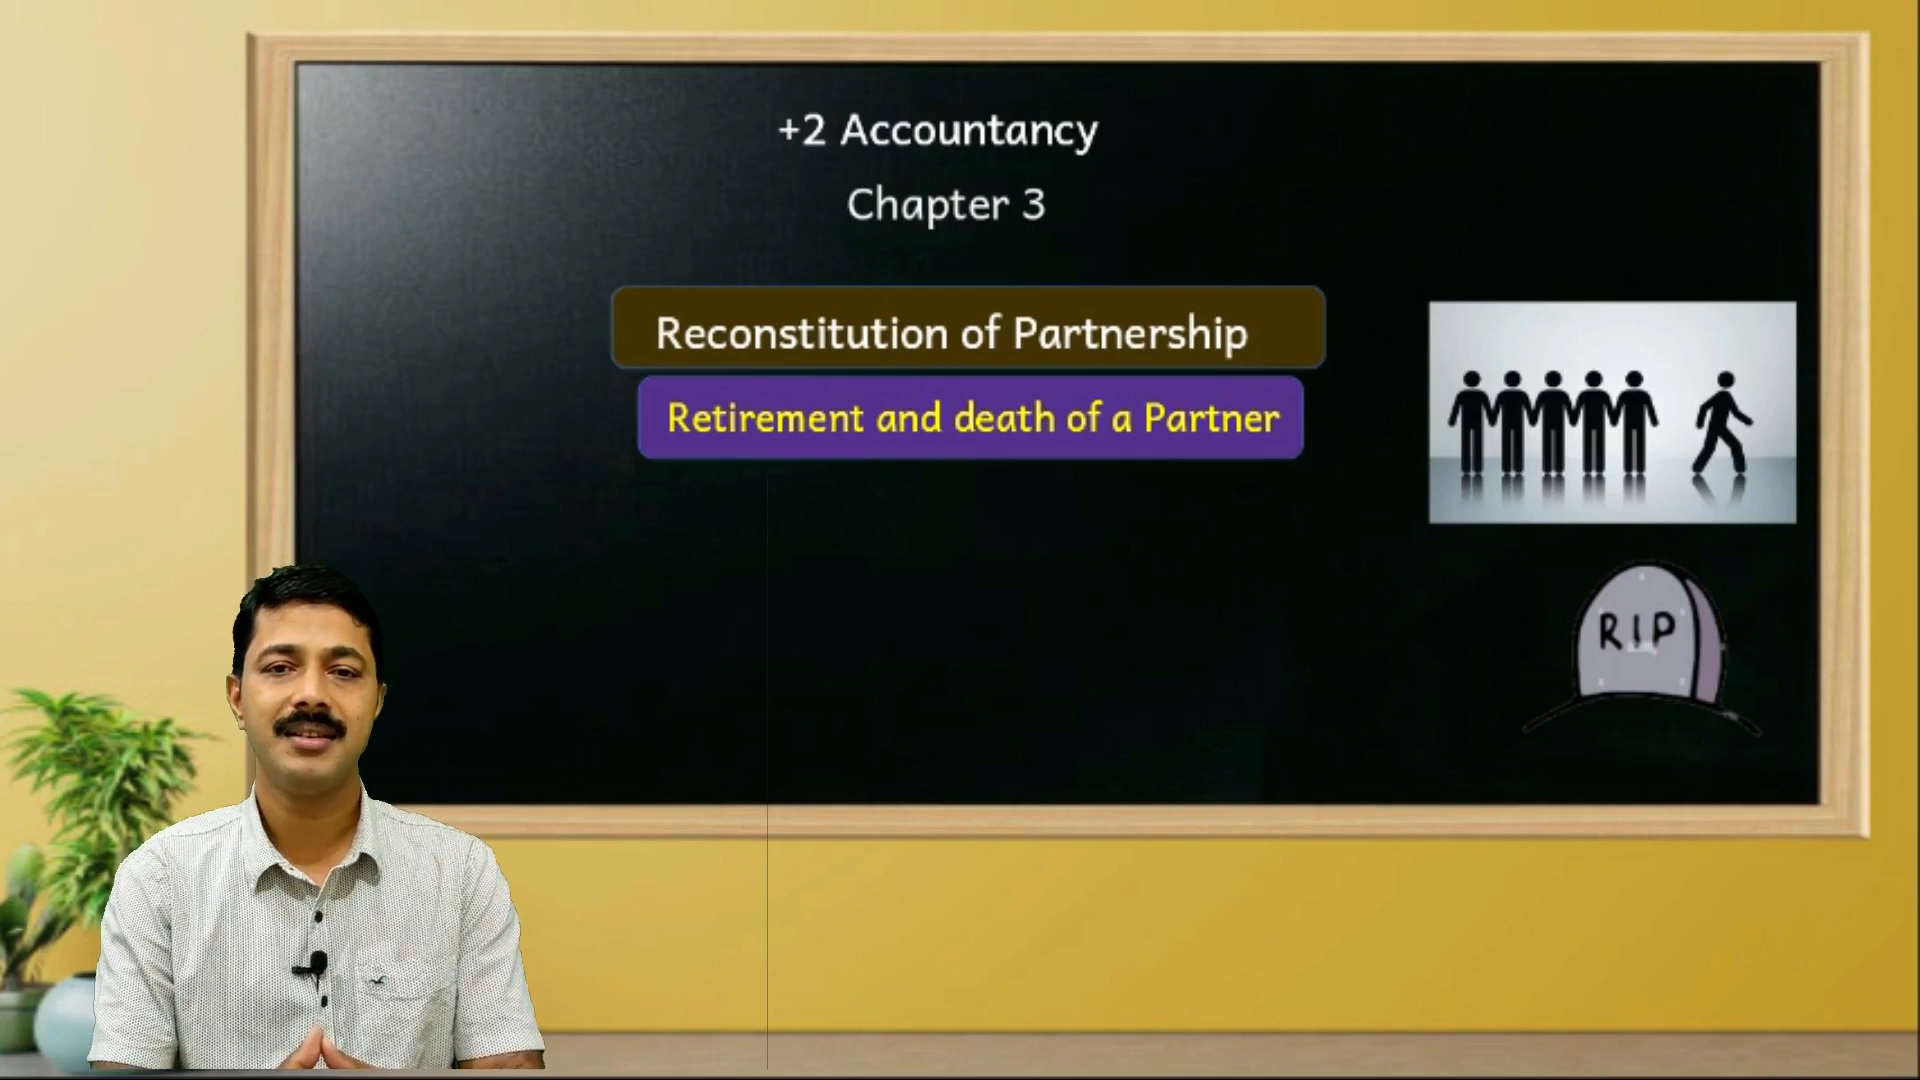 +2 Accountancy
Chapter 3
Reconstitution of Partnership
Retirement and death of a Partner
RIP